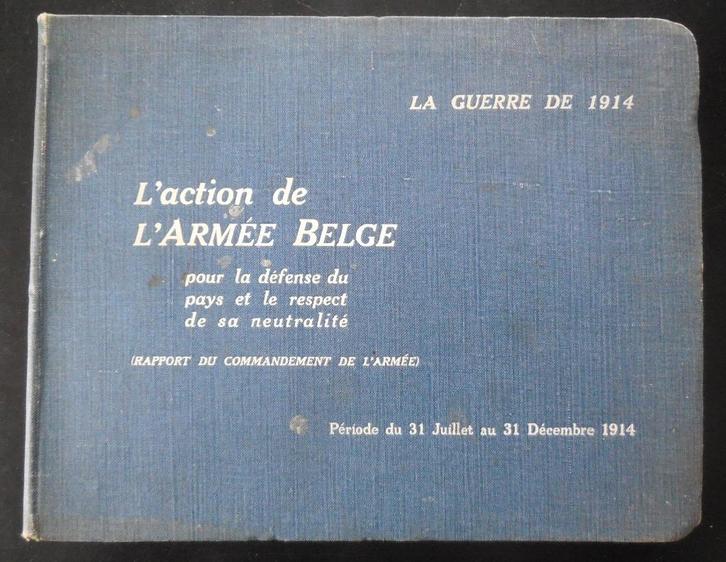 LA GUERRE DE 1914
L'action de
L'ARMÉE BELGE
pour la défense du
pays et le respect
de sa neutralité
(RAPPORT DU COMMANDEMENT DE L'ARMÉE)
Période du 31 Juillet au 31 Décembre 1914